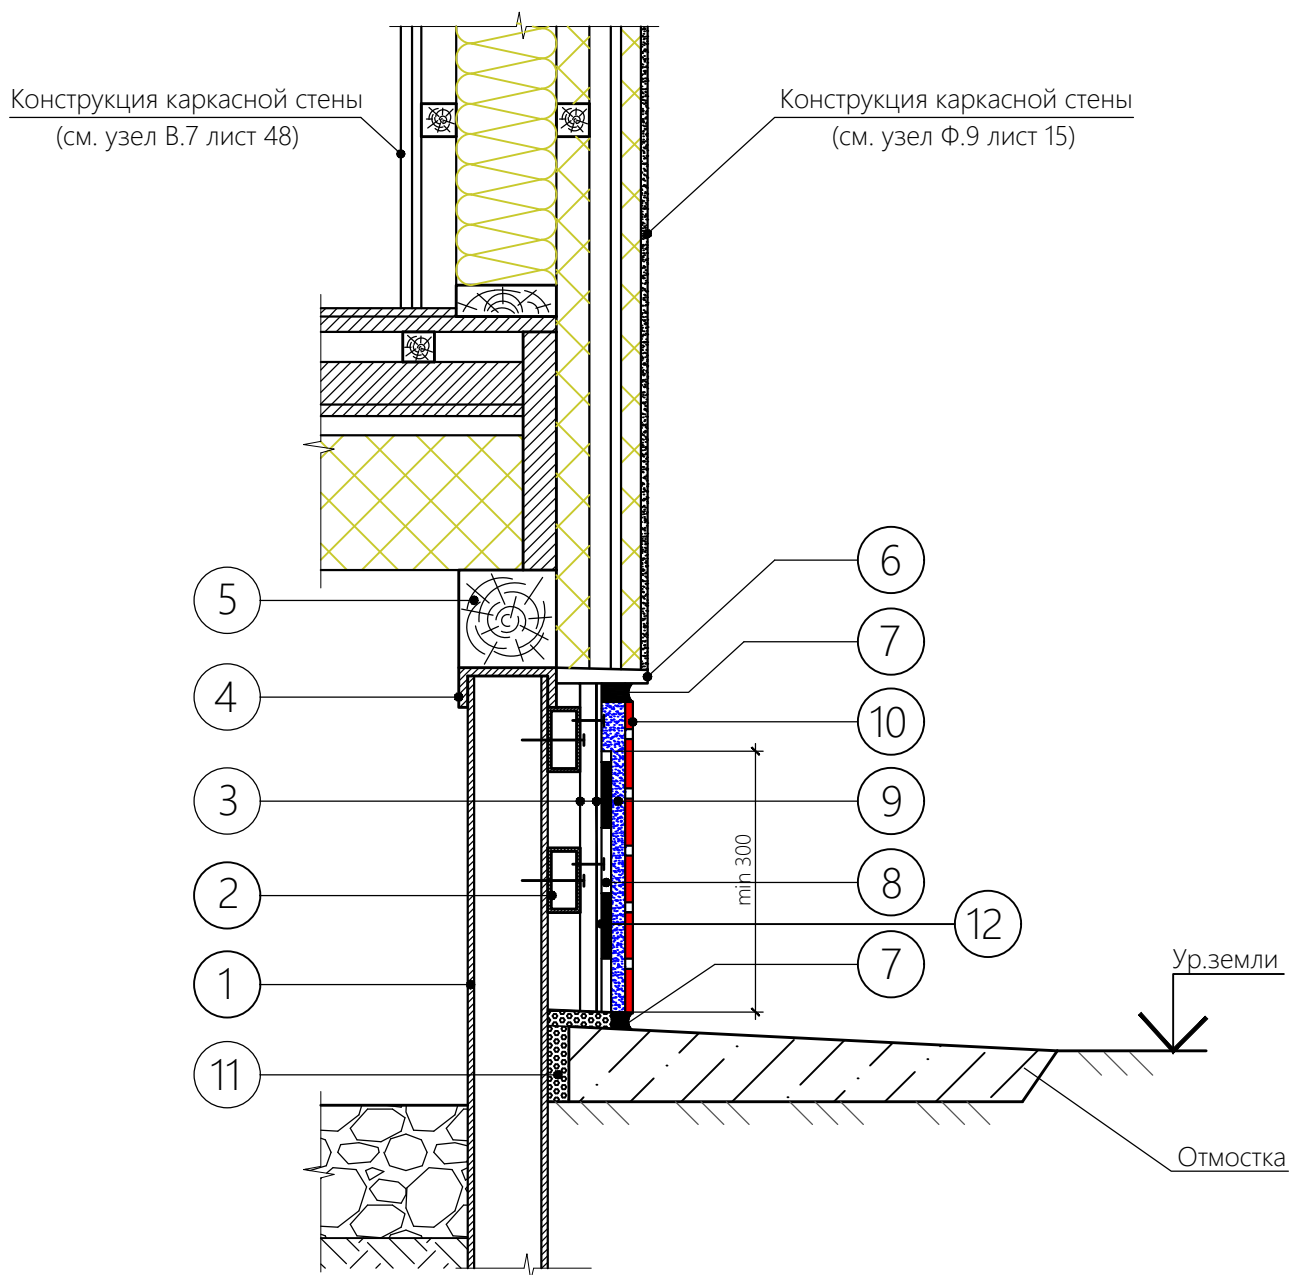 Конструкция каркасной стены
(см. узел В.7 лист 48)
Конструкция каркасной стены
(см. узел Ф.9 лист 15)
6
5
7
4
10
3
9
min 300
2
8
12
7
1
Ур.земли
11
Отмостка